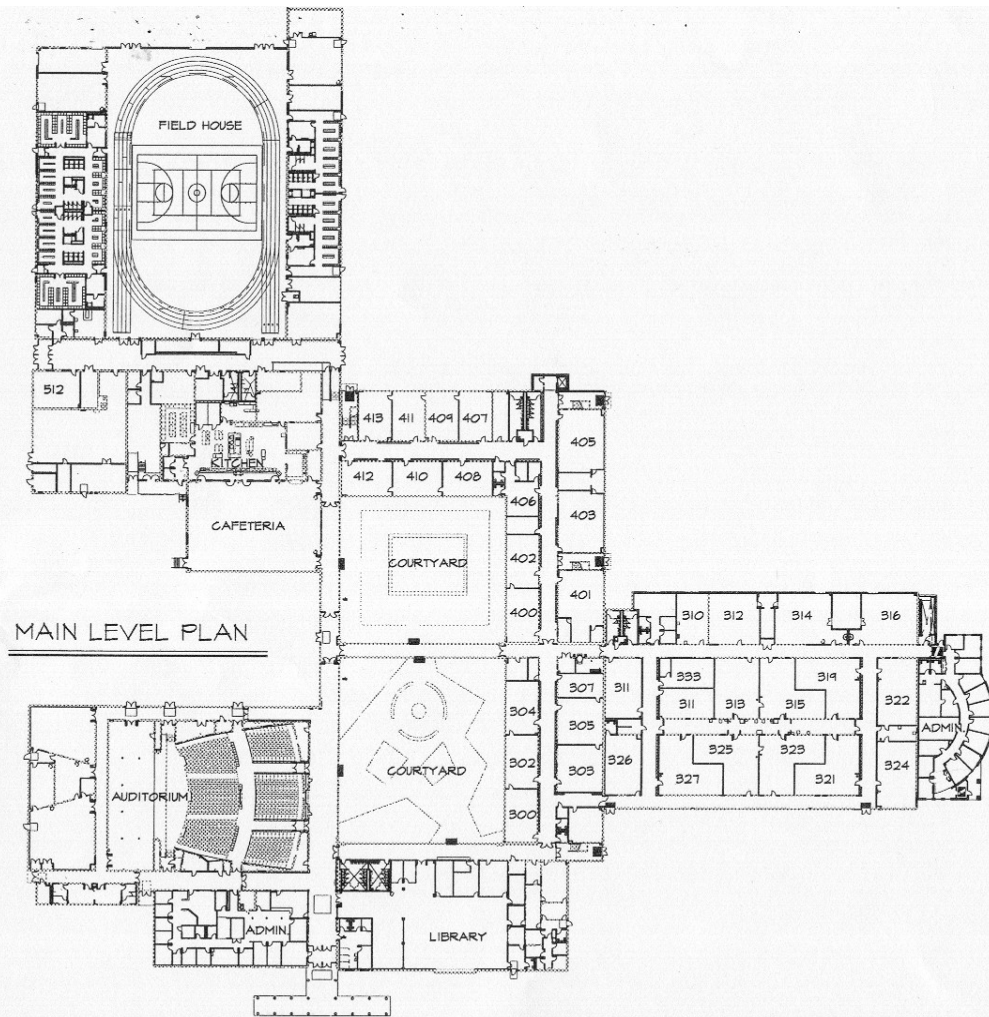 FIELD HOUSE
512
413 411 409 407
405
KITCHEN
412 410 408
406
403
CAFETERIA
COURTYARD
402
401
400
310 312 314 316
MAIN LEVEL PLAN
307 311 333 319
304 311 313 315 322
305
ADMIN.
302 303 326 325 323 324
COURTYARD
327 321
AUDITORIUM
300
ADMIN.
LIBRARY